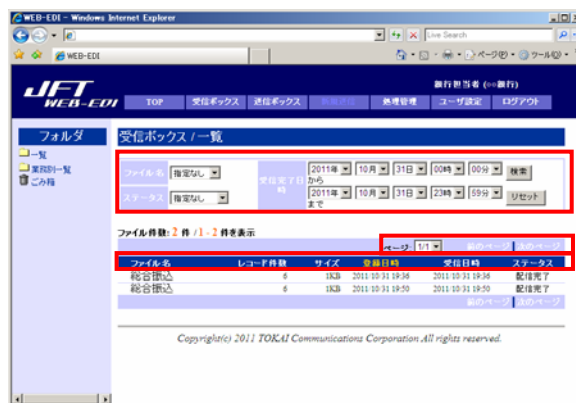 WEB-EDI - Windows Internet Explorer
Live Search
WEB-EDI
ページ(P)
ツール(O)
JFT
WEB-EDI
銀行担当者 (○○銀行)
TOP 受信ボックス 送信ボックス 処理管理 ユーザ設定 ログアウト
フォルダ
一覧
業務別一覧
ごみ箱
受信ボックス / 一覧
ファイル名 指定なし
ステータス 指定なし
受信完了日時
2011年 10月 31日 00時 00分 検索
から
2011年 10月 31日 23時 59分 リセット
まで
ファイル件数: 2 件 / 1 - 2 件を表示
ページ: 1/1 前のページ 次のページ
ファイル名 レコード件数 サイズ 登録日時 受信日時 ステータス
総合振込 6 1KB 2011/10/31 19:36 2011/10/31 19:36 配信完了
総合振込 6 1KB 2011/10/31 19:50 2011/10/31 19:50 配信完了
前のページ 次のページ
Copyright(c) 2011 TOKAI Communications Corporation All rights reserved.